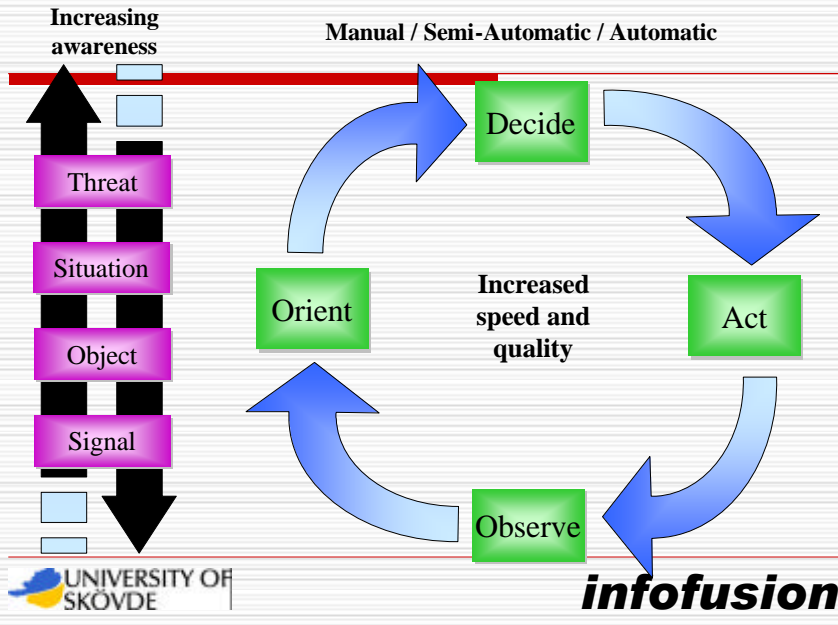 Increasing
awareness
Manual / Semi-Automatic / Automatic
Threat
Situation
Object
Signal
Decide
Orient
Increased
speed and
quality
Act
Observe
UNIVERSITY OF
SKÖVDE
infofusion